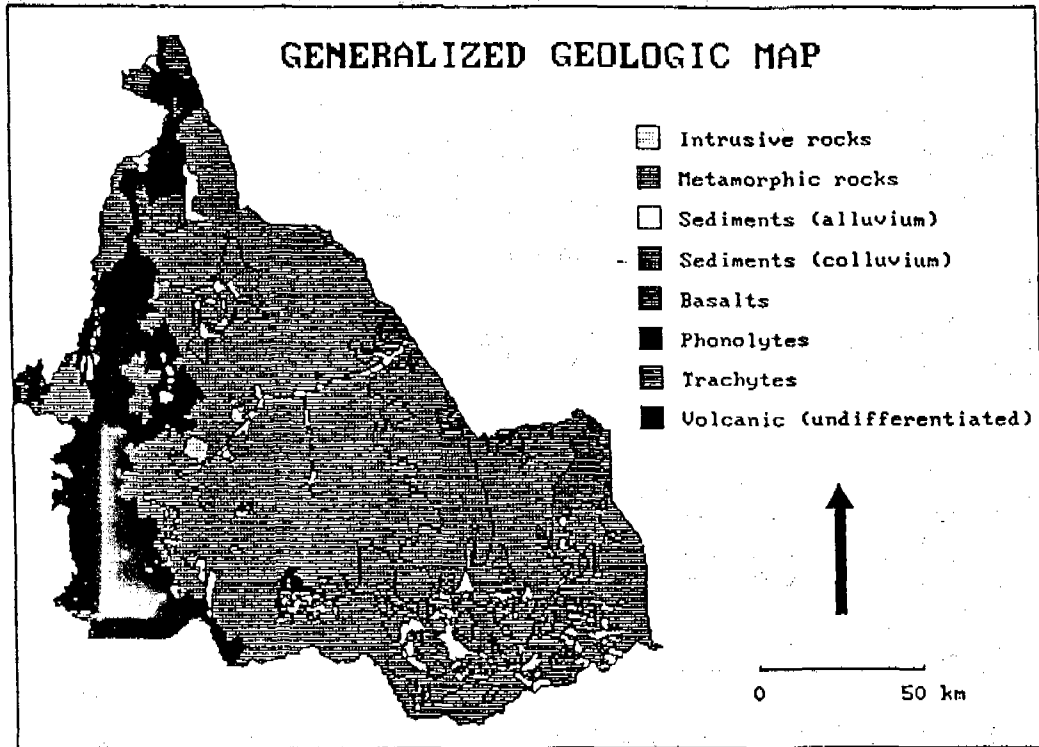 GENERALIZED GEOLOGIC MAP
Intrusive rocks
Metamorphic rocks
Sediments (alluvium)
Sediments (colluvium)
Basalts
Phonolytes
Trachytes
Volcanic (undifferentiated)
0 50 km